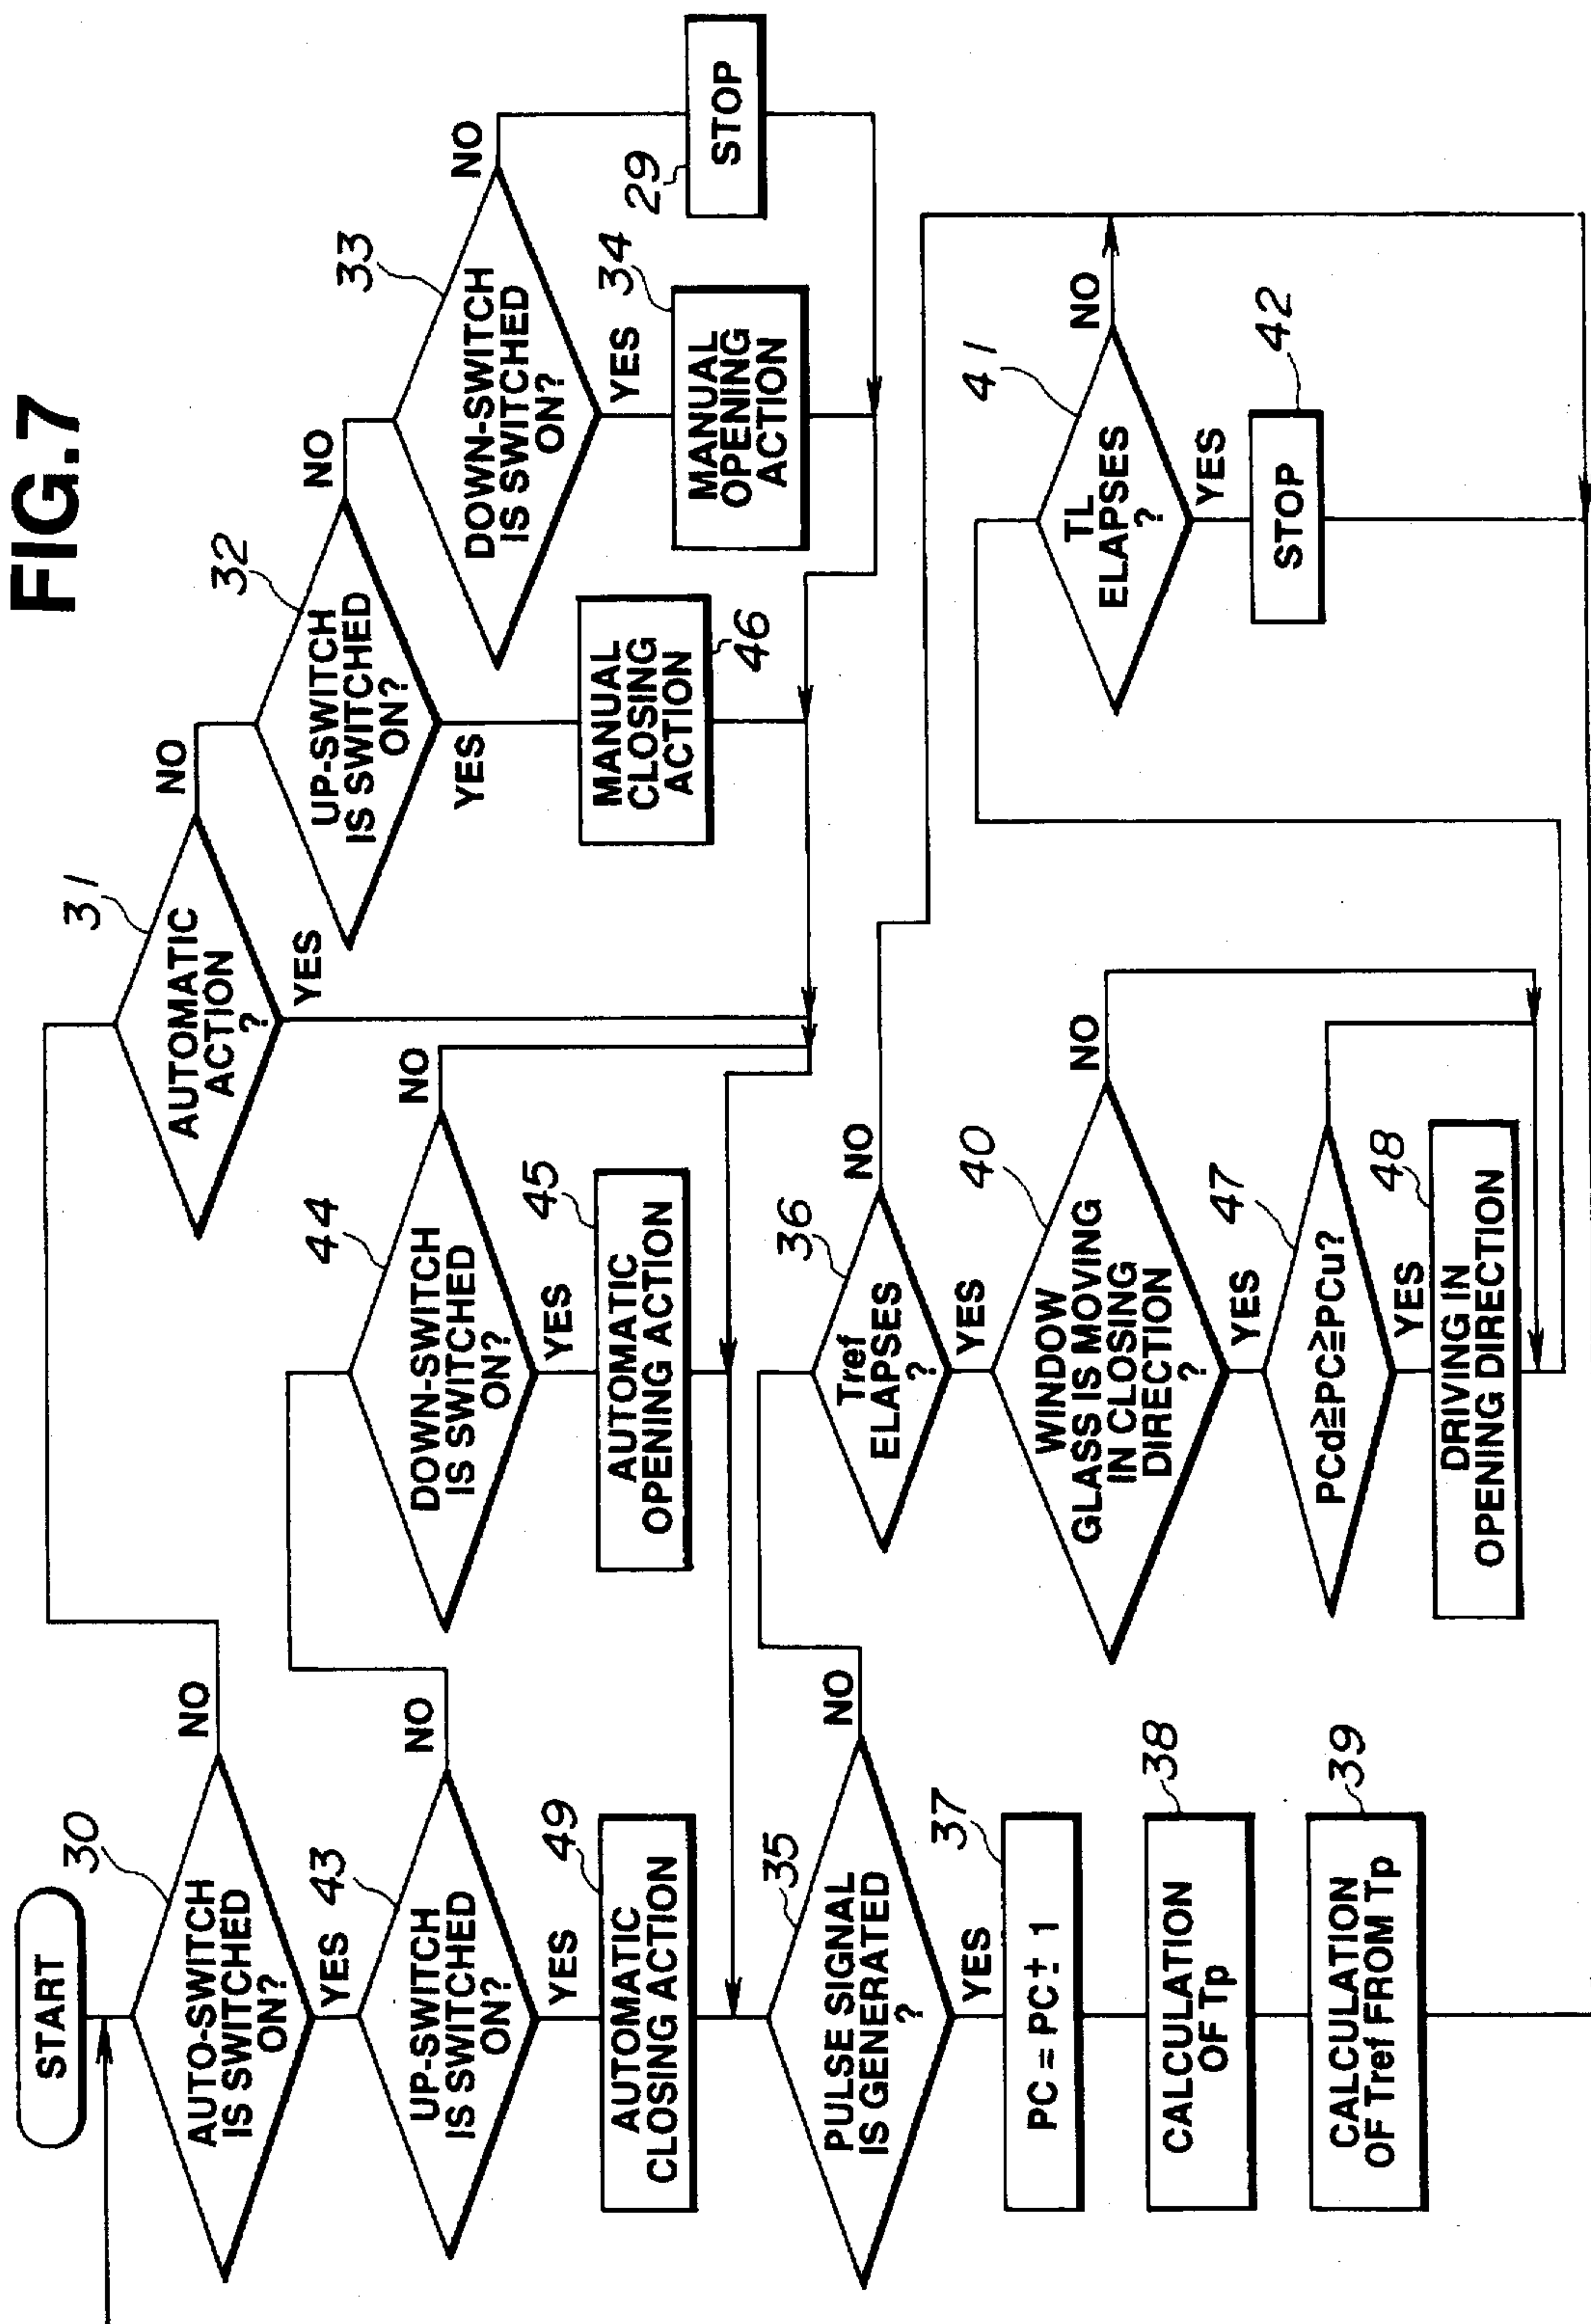 FIG.7
START
30
AUTO-SWITCH
IS SWITCHED
ON?
NO
YES
31
AUTOMATIC
ACTION
?
NO
YES
32
UP-SWITCH
IS SWITCHED
ON?
NO
YES
33
DOWN-SWITCH
IS SWITCHED
ON?
NO
YES
29
STOP
34
MANUAL
OPENING
ACTION
MANUAL
CLOSING
ACTION
46
43
UP-SWITCH
IS SWITCHED
ON?
NO
YES
44
DOWN-SWITCH
IS SWITCHED
ON?
NO
YES
45
AUTOMATIC
OPENING ACTION
49
AUTOMATIC
CLOSING ACTION
35
PULSE SIGNAL
IS GENERATED
?
NO
YES
36
Tref
ELAPSES
?
NO
YES
37
PC = PC ± 1
38
CALCULATION
OF Tp
39
CALCULATION
OF Tref FROM Tp
40
WINDOW
GLASS IS MOVING
IN CLOSING
DIRECTION
?
NO
YES
47
PCd≧PC≧PCu?
YES
48
DRIVING IN
OPENING DIRECTION
41
TL
ELAPSES
?
NO
YES
42
STOP